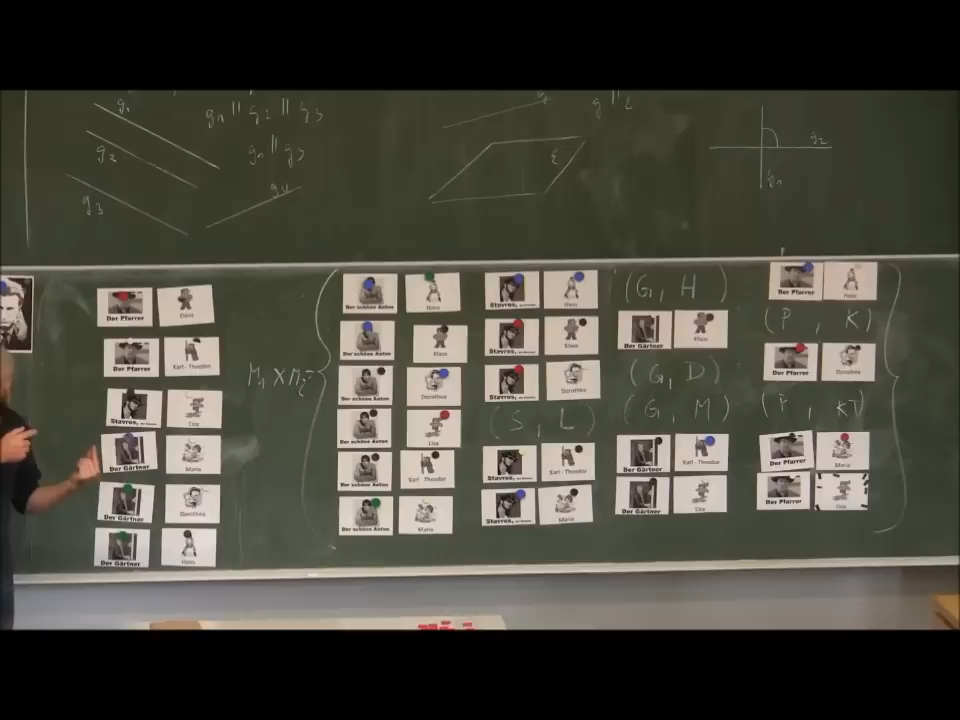 g₁
g₁ || g₂ || g₃
g || ε
g₂
g₁ || g₃
ε
g₂
g₁
g₃
g₄
Der Pfarrer Klaus
Der Pfarrer Karl - Theodor
Stavros, Lisa
Der Gärtner Maria
Der Gärtner Dorothea
Der Gärtner Hans
M₁ × M₂ =
Der schöne Anton Hans
Der schöne Anton Klaus
Der schöne Anton Dorothea
Der schöne Anton Lisa
Der schöne Anton Karl - Theodor
Der schöne Anton Maria
Stavros, Hans
Stavros, Klaus
Stavros, Dorothea
(S, L)
Stavros, Karl - Theodor
Stavros, Maria
(G, H)
Der Gärtner Klaus
(G, D)
(G, M)
Der Gärtner Karl - Theodor
Der Gärtner Lisa
Der Pfarrer Hans
(P, K)
Der Pfarrer Dorothea
(P, KT)
Der Pfarrer Maria
Der Pfarrer Lisa